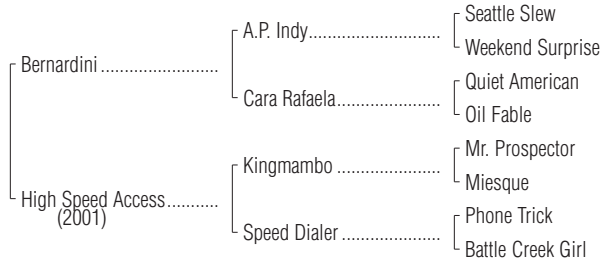 Seattle Slew
A.P. Indy................................
Weekend Surprise
Bernardini ............................
Quiet American
Cara Rafaela.........................
Oil Fable
Mr. Prospector
Kingmambo .........................
Miesque
High Speed Access............
(2001)
Phone Trick
Speed Dialer ........................
Battle Creek Girl